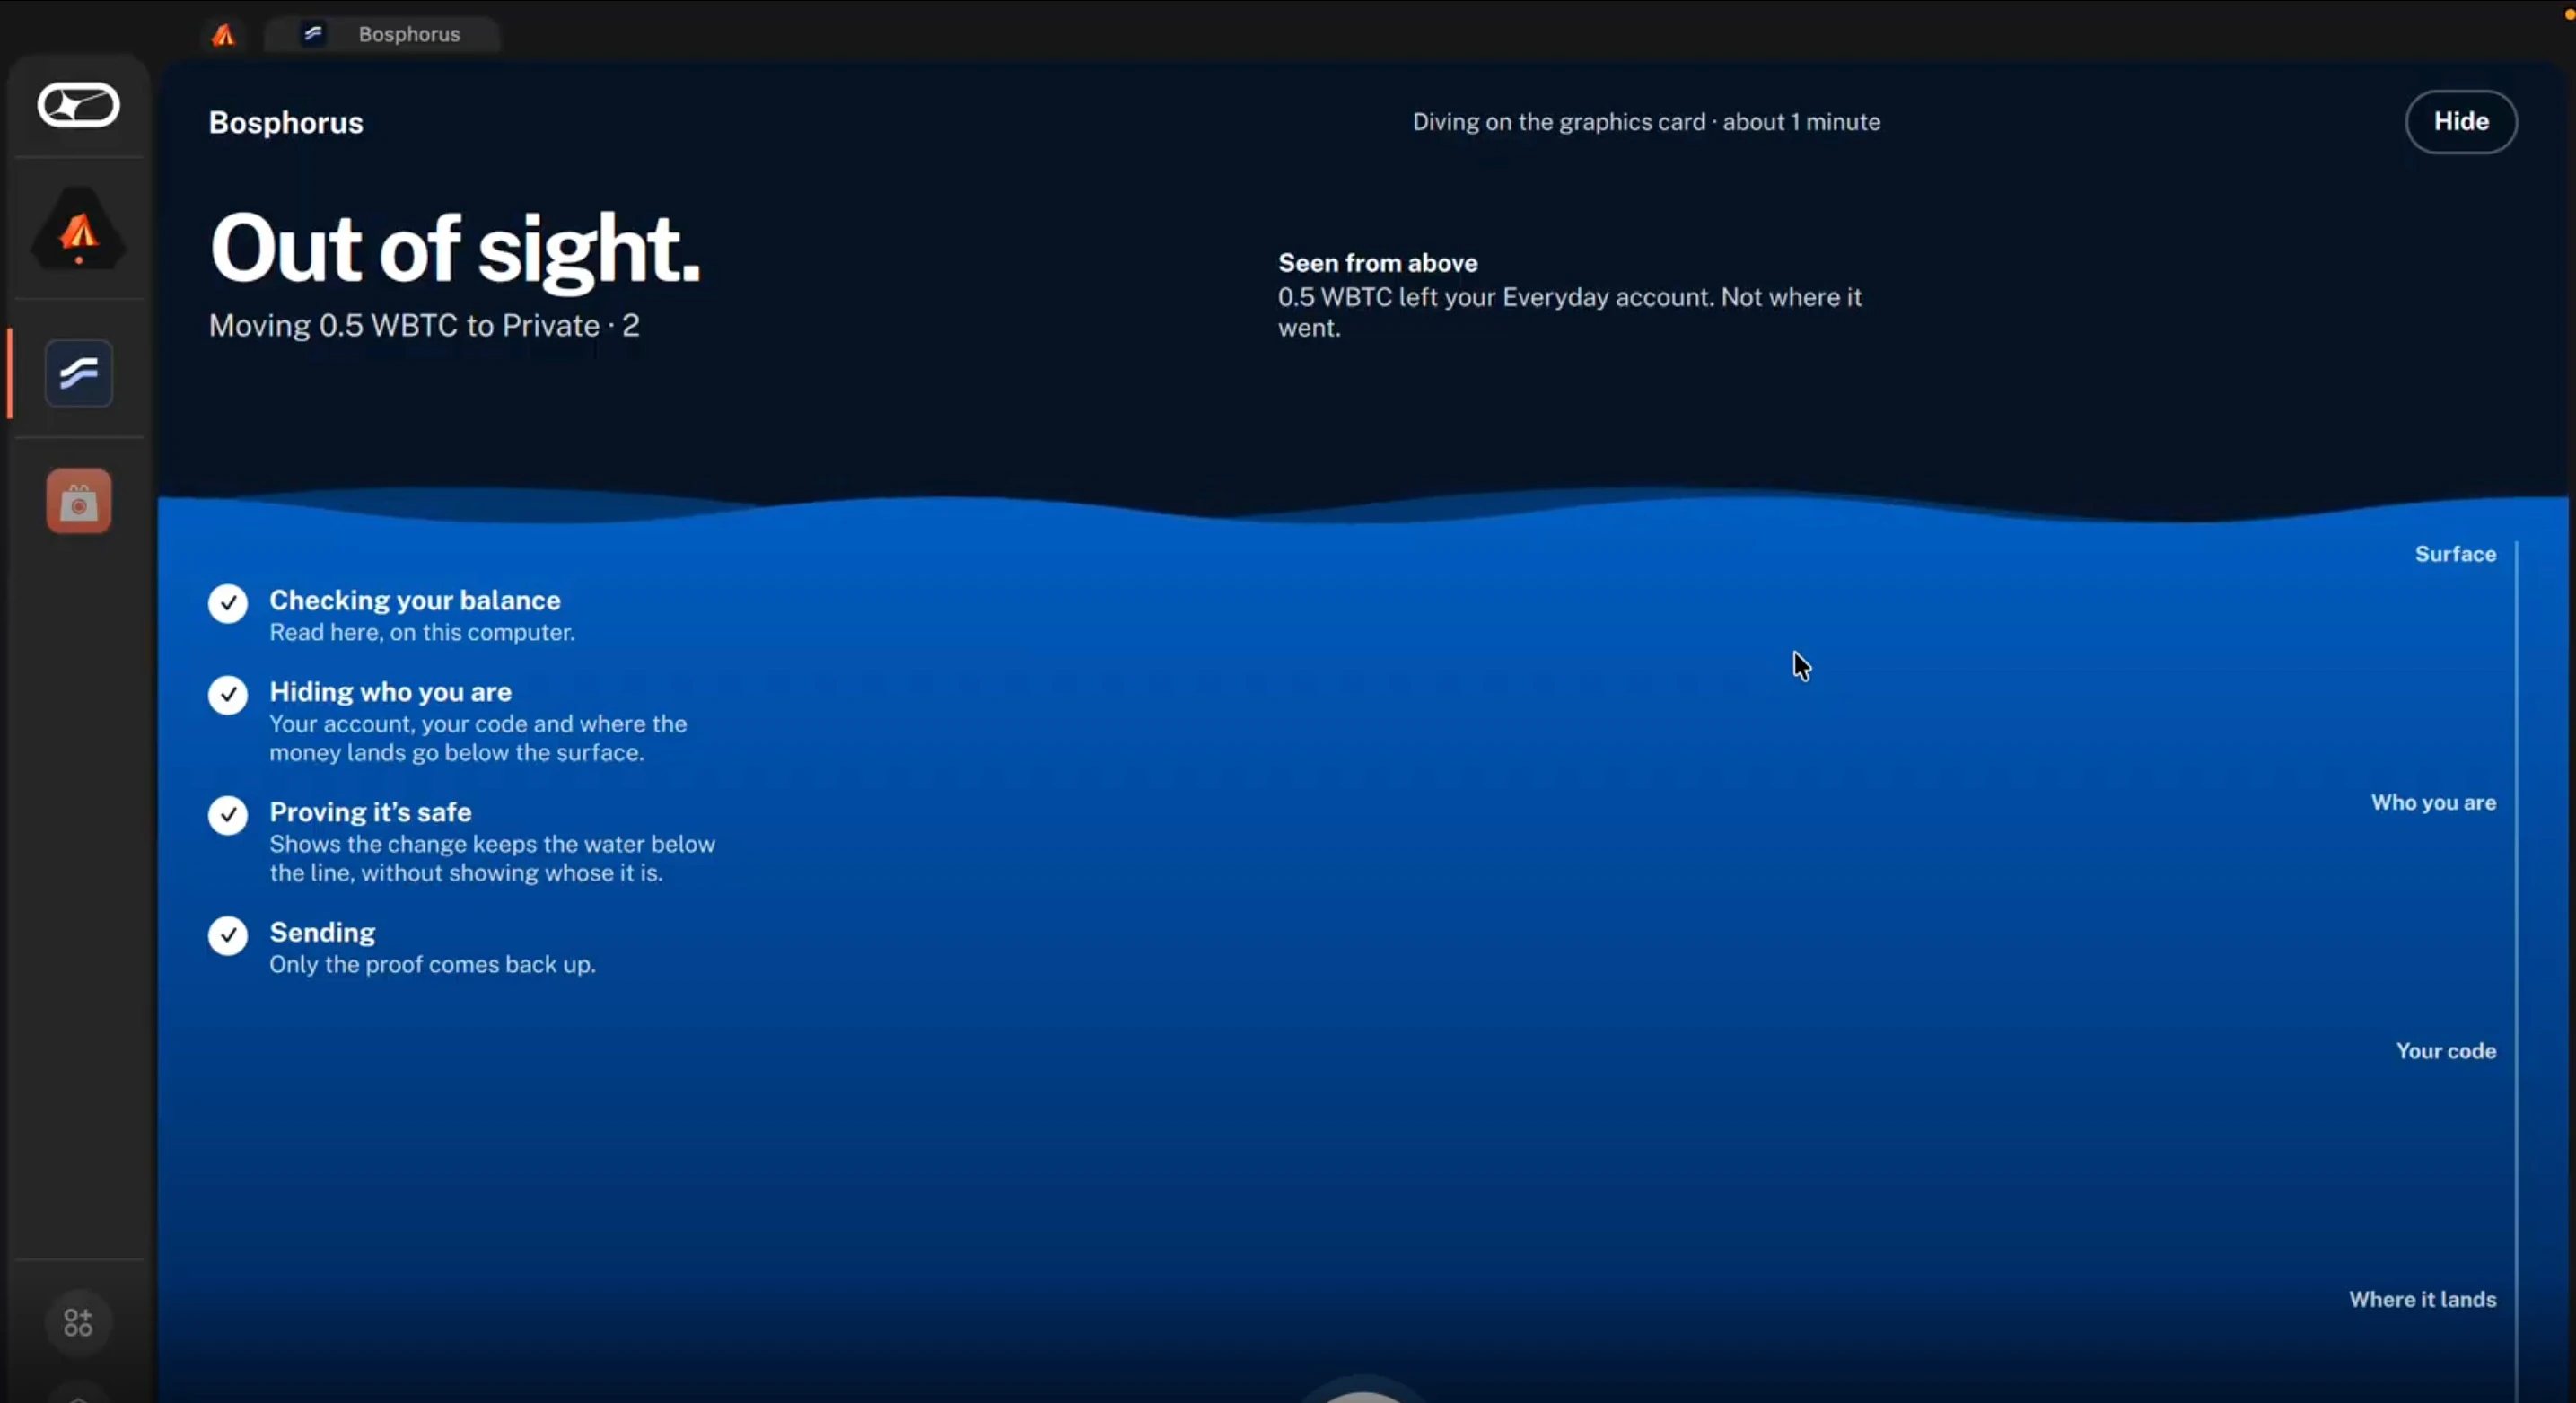 Bosphorus
Bosphorus
Diving on the graphics card · about 1 minute
Hide
Out of sight.
Moving 0.5 WBTC to Private · 2
Seen from above
0.5 WBTC left your Everyday account. Not where it
went.
Surface
Checking your balance
Read here, on this computer.
Hiding who you are
Your account, your code and where the
money lands go below the surface.
Who you are
Proving it’s safe
Shows the change keeps the water below
the line, without showing whose it is.
Sending
Only the proof comes back up.
Your code
Where it lands